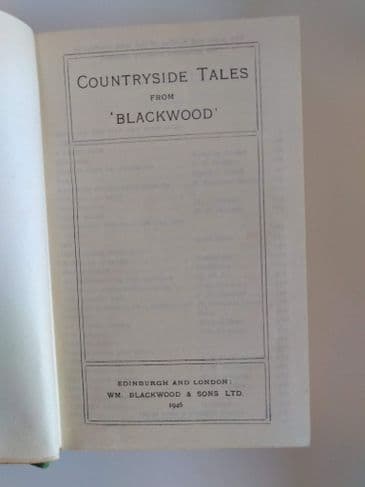 COUNTRYSIDE TALES
FROM
'BLACKWOOD'
EDINBURGH AND LONDON:
WM. BLACKWOOD & SONS LTD.
1946